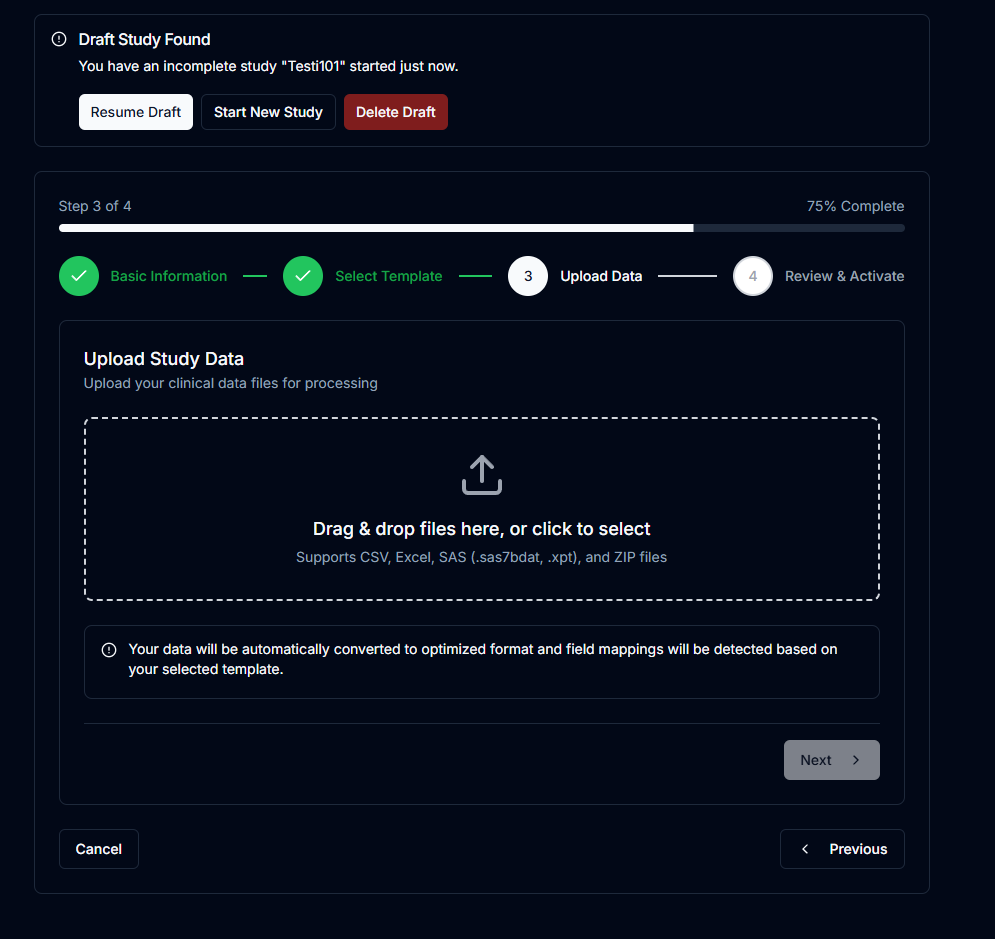 Draft Study Found
You have an incomplete study "Testi101" started just now.
Resume Draft
Start New Study
Delete Draft
Step 3 of 4
75% Complete
Basic Information
Select Template
3
Upload Data
4
Review & Activate
Upload Study Data
Upload your clinical data files for processing
Drag & drop files here, or click to select
Supports CSV, Excel, SAS (.sas7bdat, .xpt), and ZIP files
Your data will be automatically converted to optimized format and field mappings will be detected based on
your selected template.
Next
Cancel
Previous